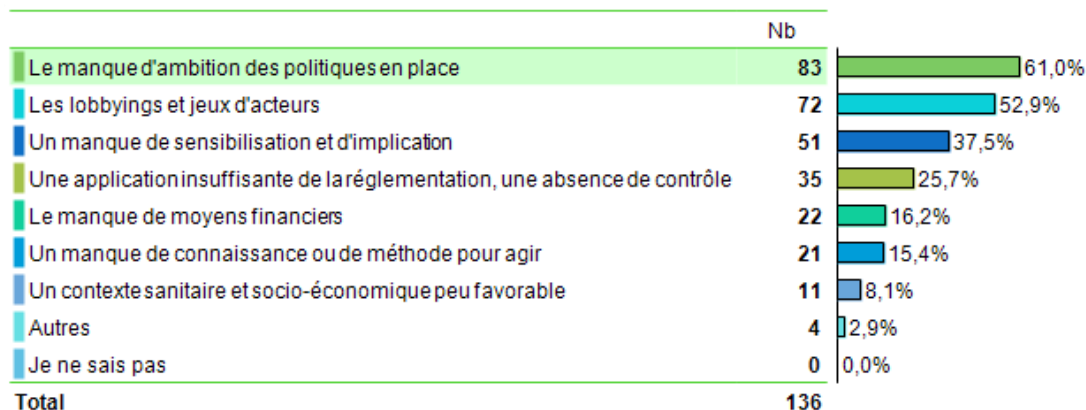 Nb
Le manque d'ambition des politiques en place 83 61,0%
Les lobbyings et jeux d'acteurs 72 52,9%
Un manque de sensibilisation et d'implication 51 37,5%
Une application insuffisante de la réglementation, une absence de contrôle 35 25,7%
Le manque de moyens financiers 22 16,2%
Un manque de connaissance ou de méthode pour agir 21 15,4%
Un contexte sanitaire et socio-économique peu favorable 11 8,1%
Autres 4 2,9%
Je ne sais pas 0 0,0%
Total 136